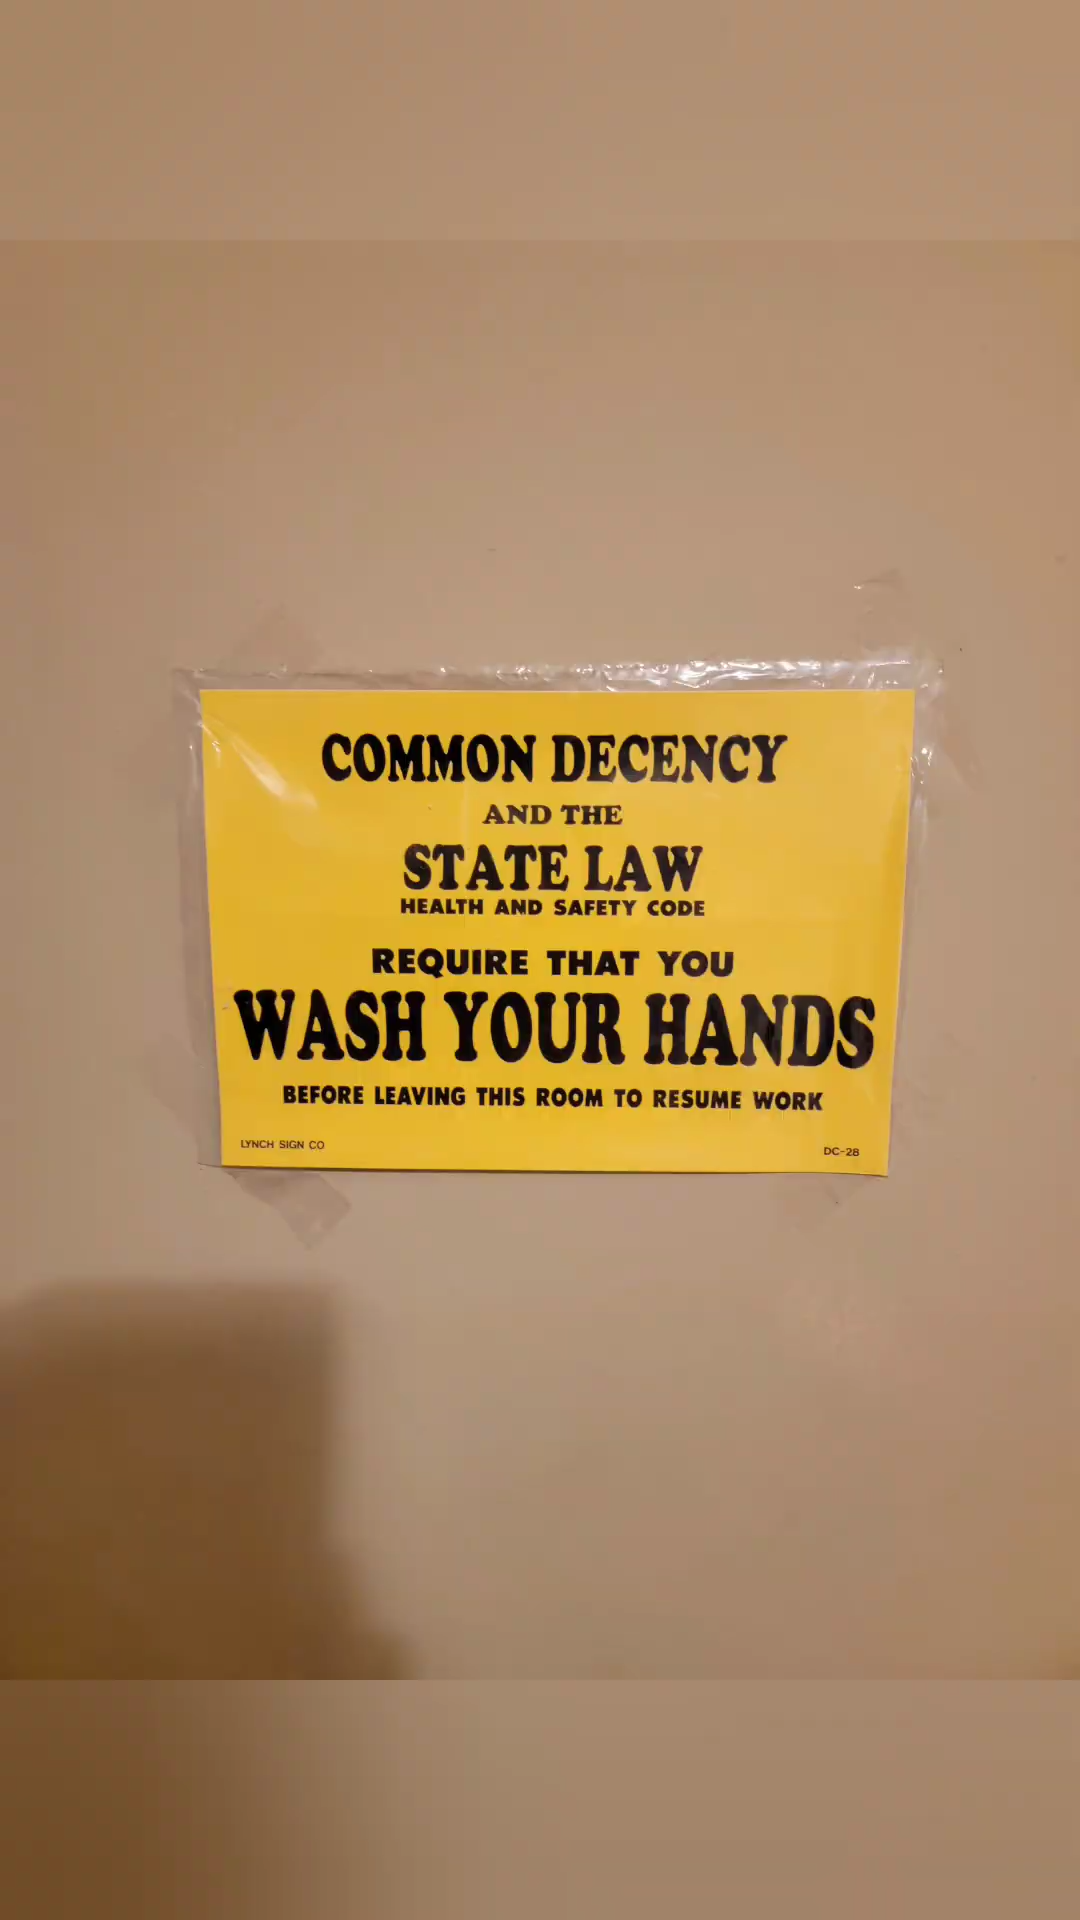 COMMON DECENCY
AND THE
STATE LAW
HEALTH AND SAFETY CODE
REQUIRE THAT YOU
WASH YOUR HANDS
BEFORE LEAVING THIS ROOM TO RESUME WORK
LYNCH SIGN CO
DC-28